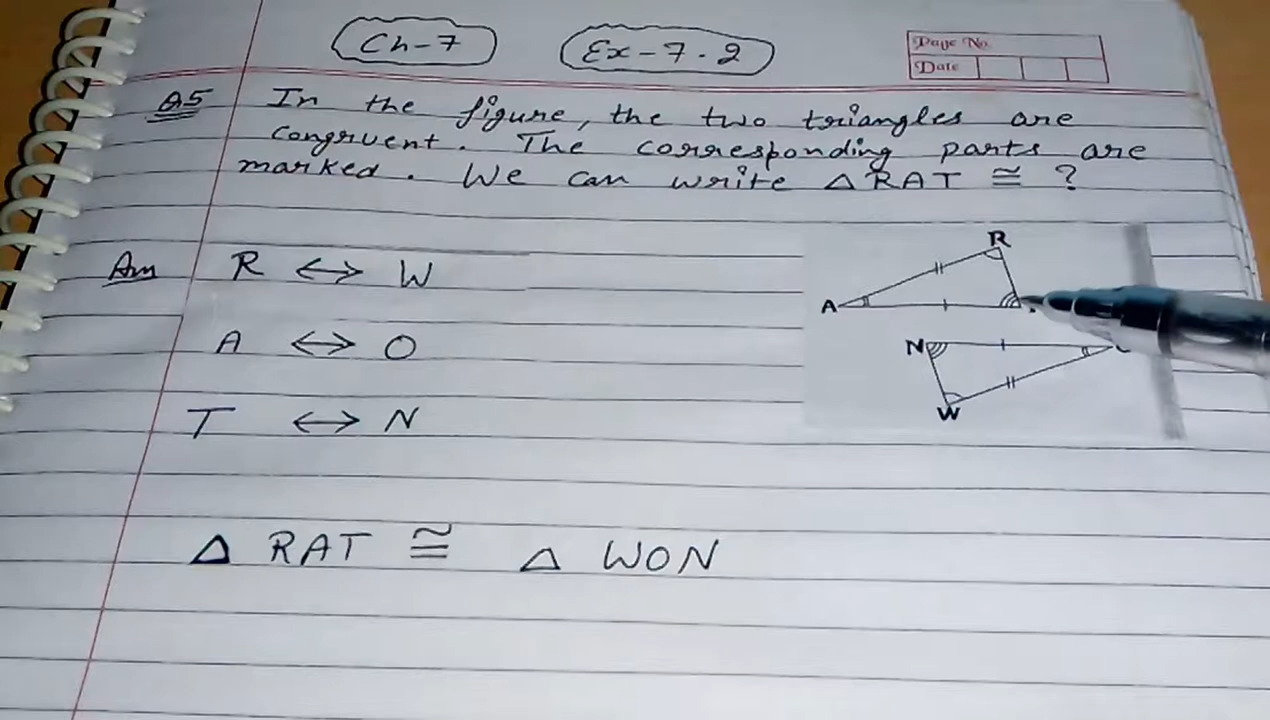 Ch-7
Ex-7.2
Page No.
Date
Q5 In the figure, the two triangles are
congruent. The corresponding parts are
marked. We can write △RAT ≅ ?
R
Ans R ↔ W
A
N
A ↔ O
W
T ↔ N
△ RAT ≅ △ WON